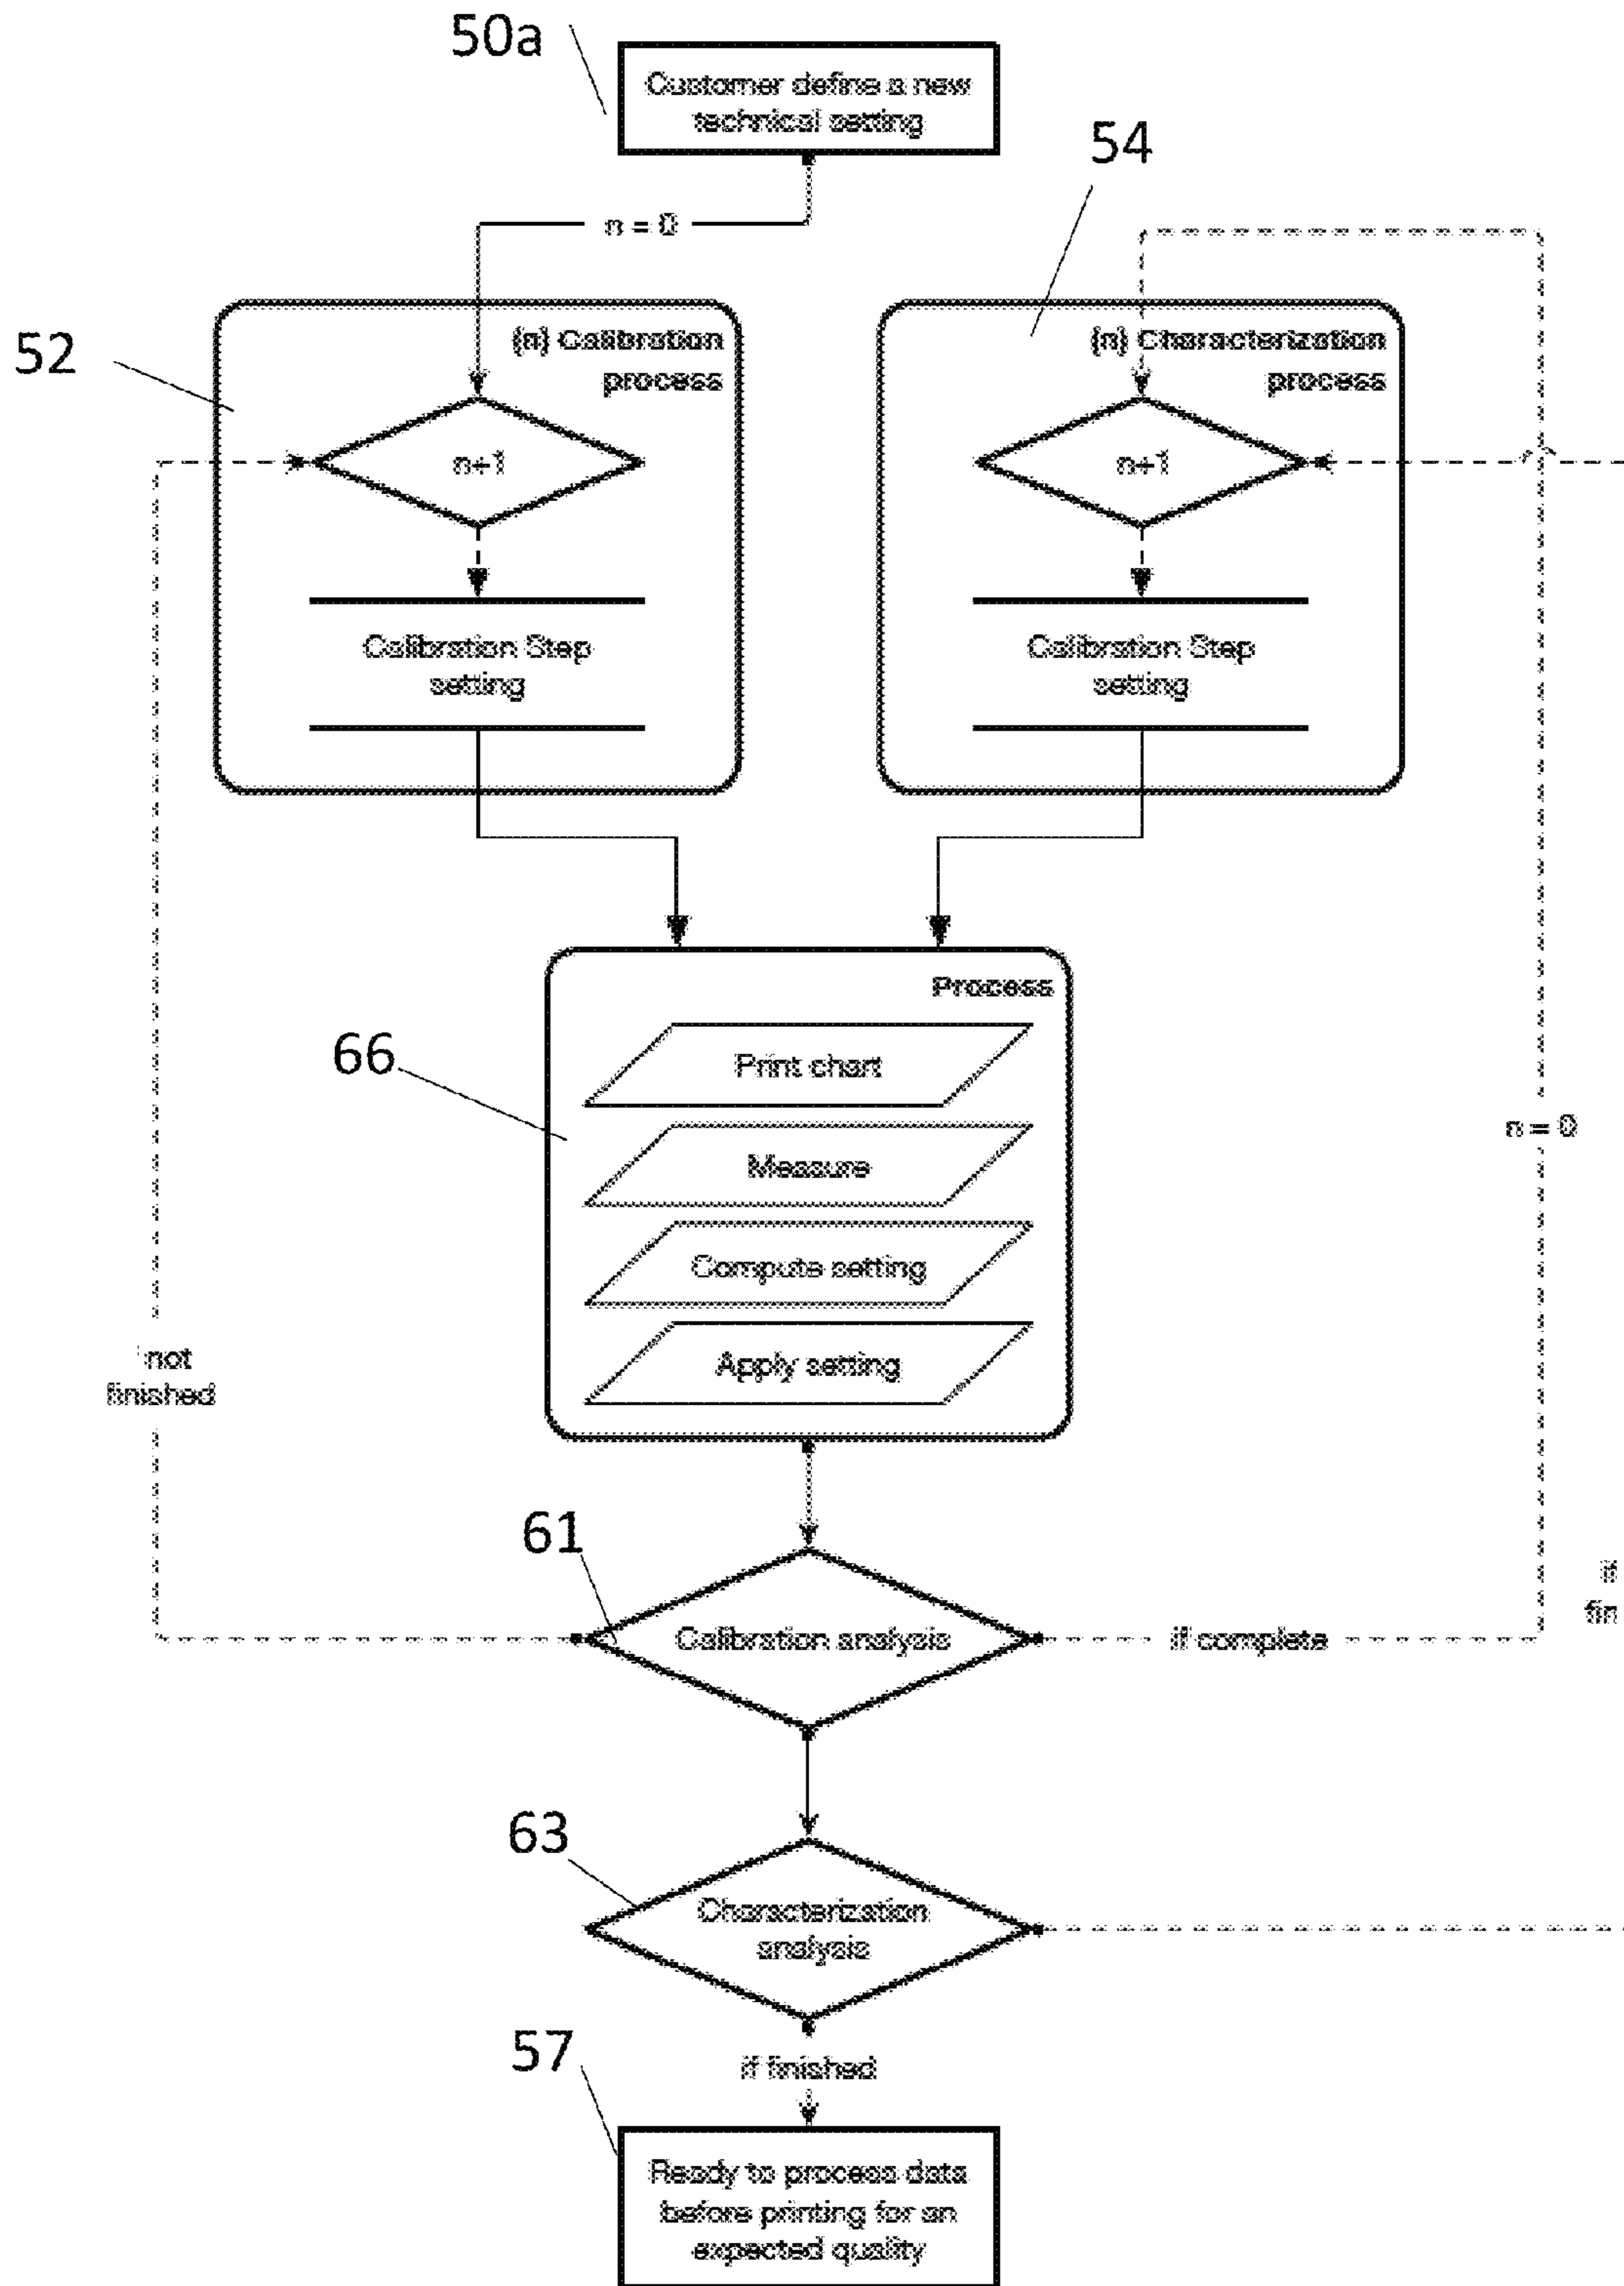 50a
Customer define a new
technical setting
54
n = 0
52
(n) Calibration
process
n+1
Calibration Step
setting
(n) Characterization
process
n+1
Calibration Step
setting
Process
66
Print chart
Measure
Compute setting
Apply setting
n = 0
not
finished
61
Calibration analysis
if complete
if
fin
63
Characterization
analysis
57
if finished
Ready to process data
before printing for an
expected quality